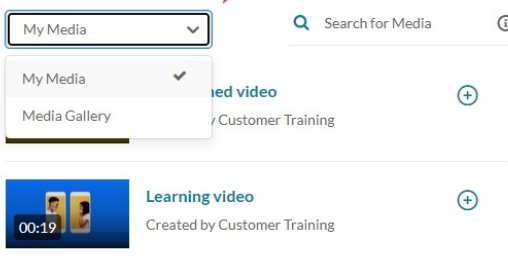 My Media
Search for Media
My Media
Media Gallery
video
by Customer Training
Learning video
Created by Customer Training
00:19